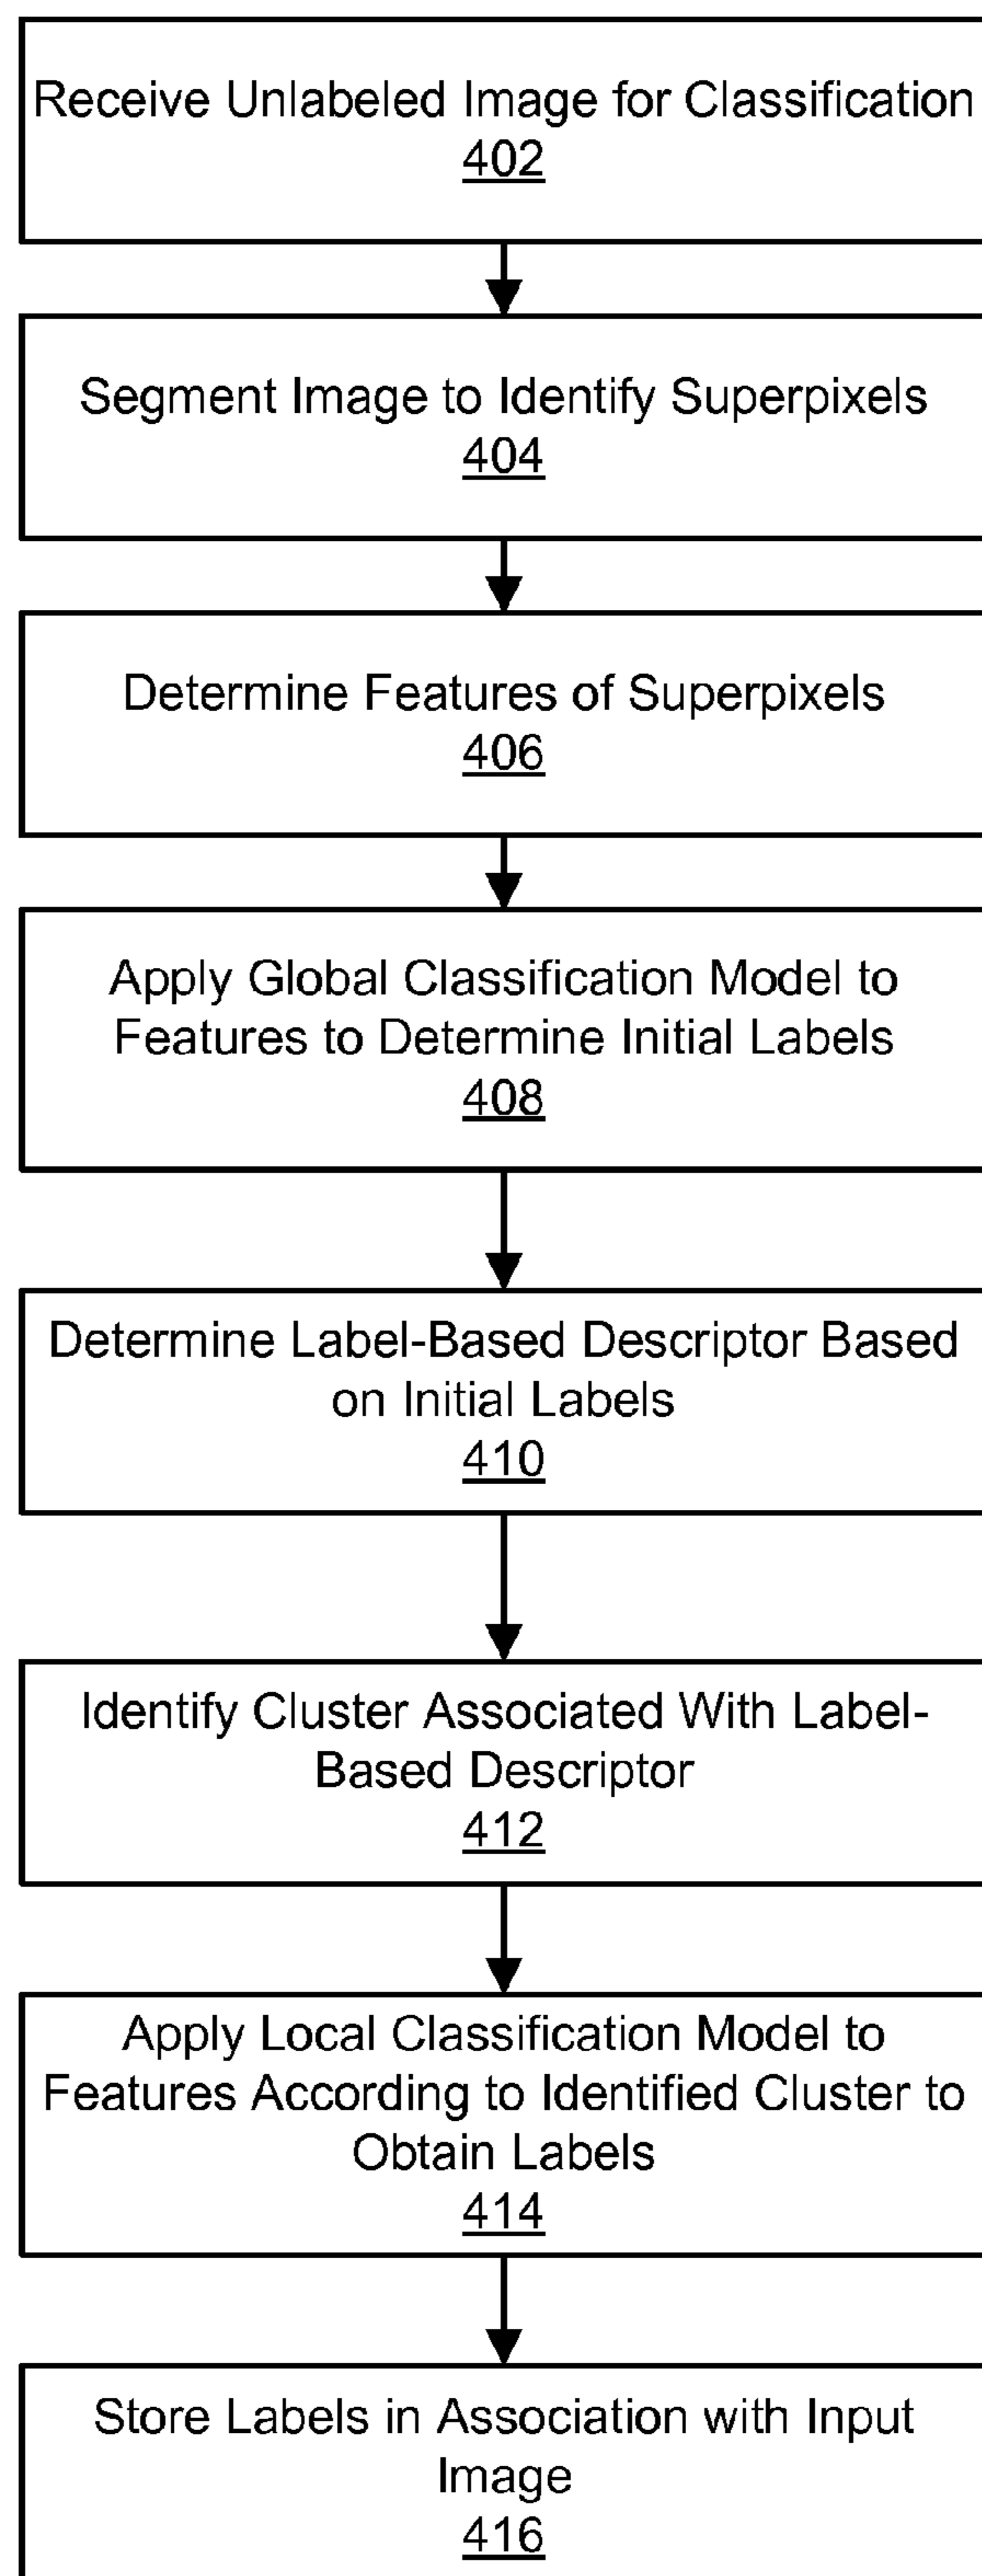 Receive Unlabeled Image for Classification
402
Segment Image to Identify Superpixels
404
Determine Features of Superpixels
406
Apply Global Classification Model to
Features to Determine Initial Labels
408
Determine Label-Based Descriptor Based
on Initial Labels
410
Identify Cluster Associated With Label-
Based Descriptor
412
Apply Local Classification Model to
Features According to Identified Cluster to
Obtain Labels
414
Store Labels in Association with Input
Image
416